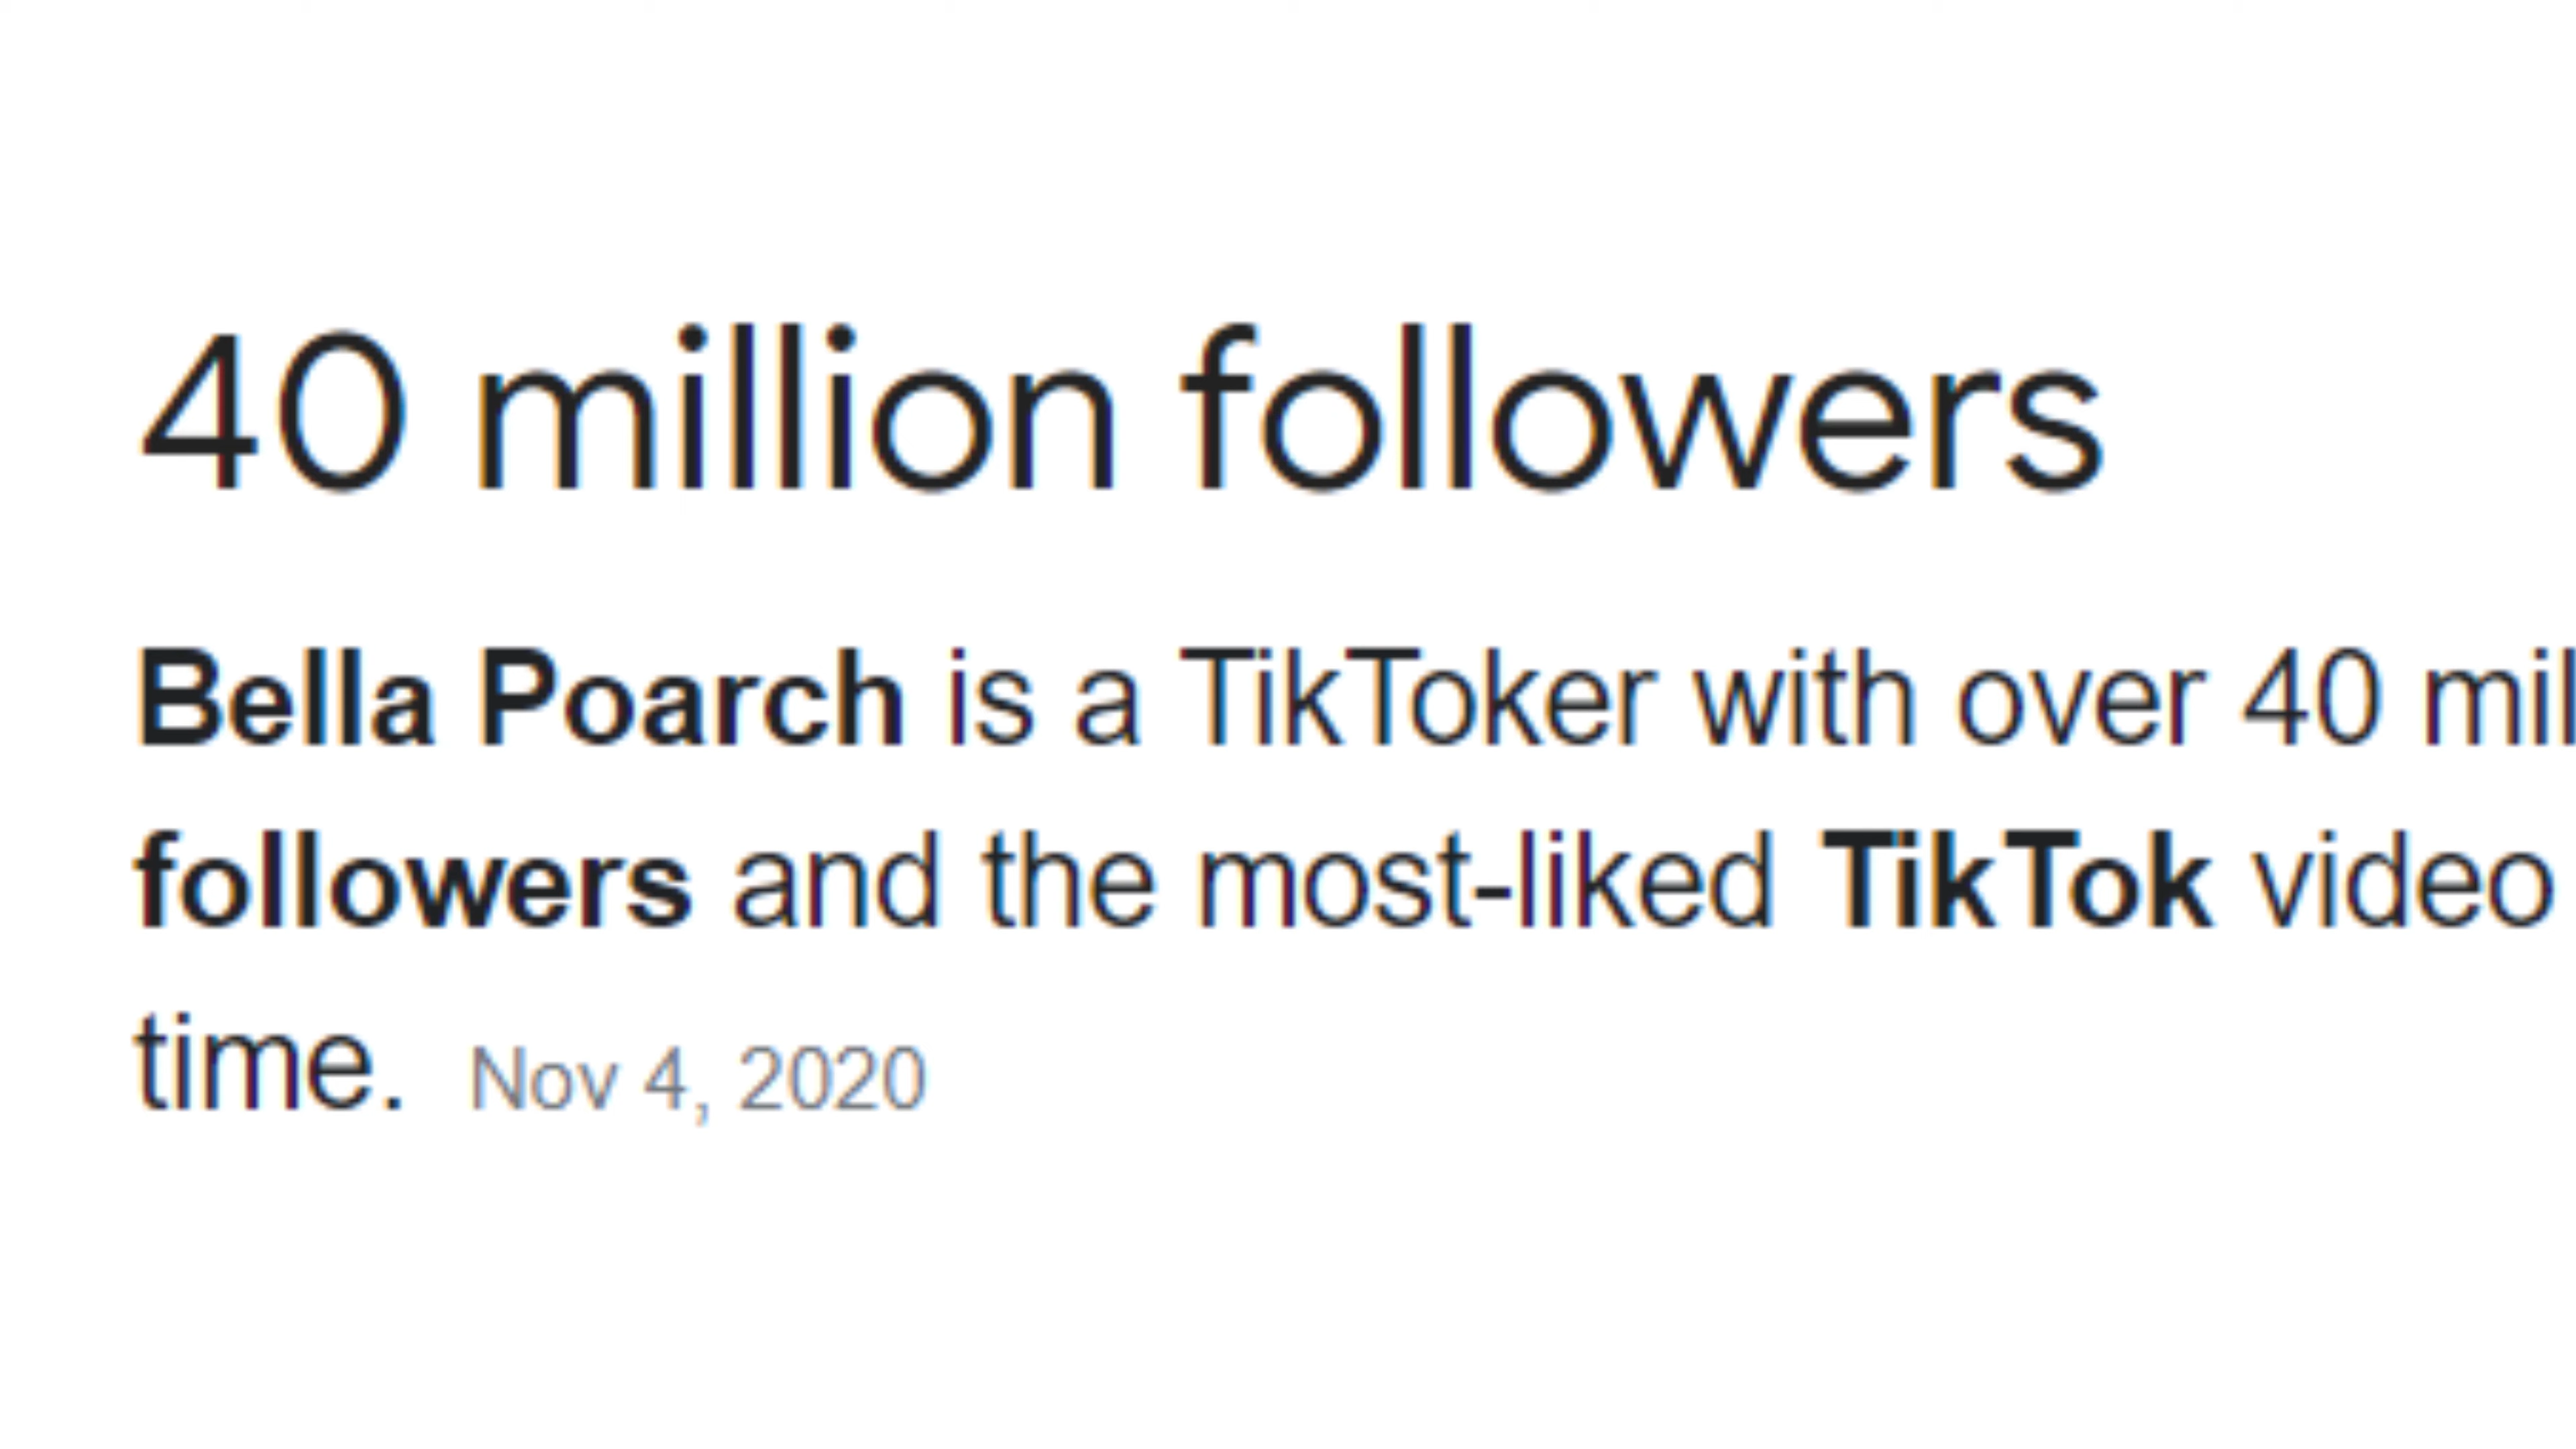 40 million followers
Bella Poarch is a TikToker with over 40 mil
followers and the most-liked TikTok video
time. Nov 4, 2020